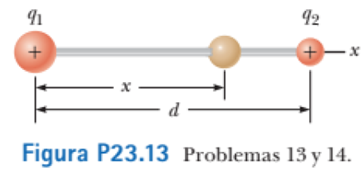 q1 q2
+ + x
x
d
Figura P23.13 Problemas 13 y 14.